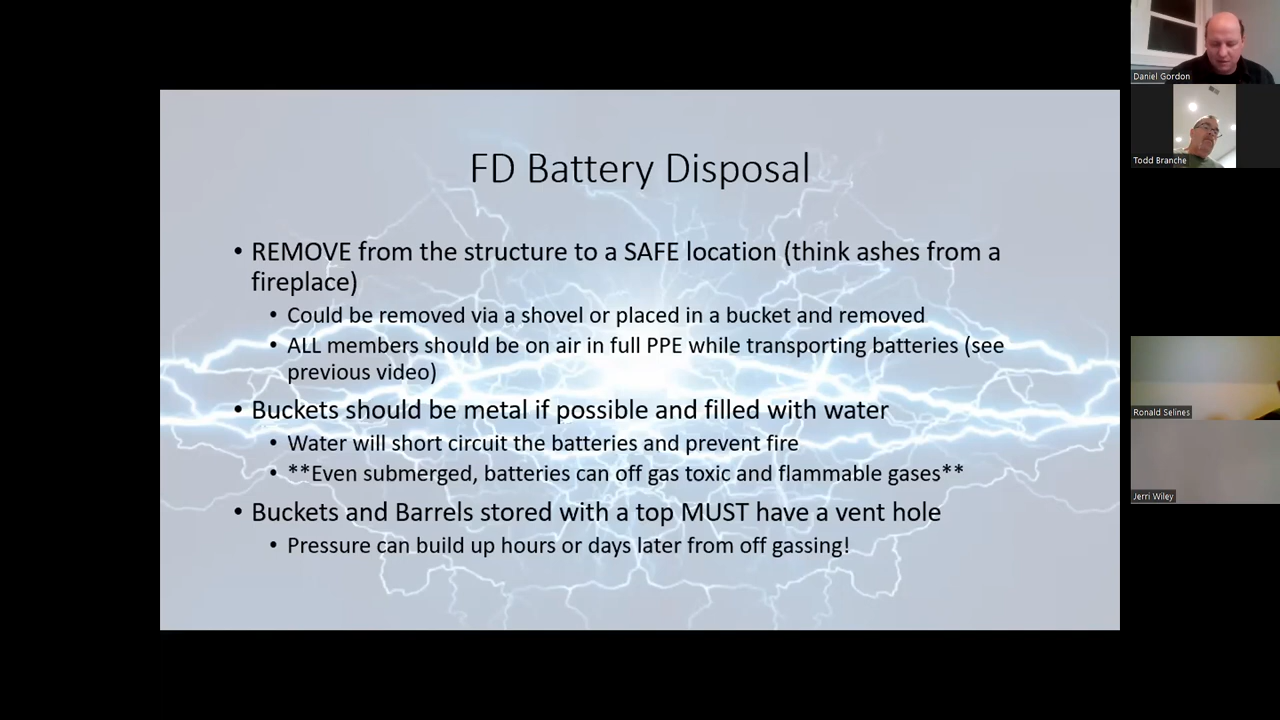 FD Battery Disposal
• REMOVE from the structure to a SAFE location (think ashes from a
fireplace)
• Could be removed via a shovel or placed in a bucket and removed
• ALL members should be on air in full PPE while transporting batteries (see
previous video)
• Buckets should be metal if possible and filled with water
• Water will short circuit the batteries and prevent fire
• **Even submerged, batteries can off gas toxic and flammable gases**
• Buckets and Barrels stored with a top MUST have a vent hole
• Pressure can build up hours or days later from off gassing!
Daniel Gordon
Todd Branche
Ronald Selines
Jerri Wiley